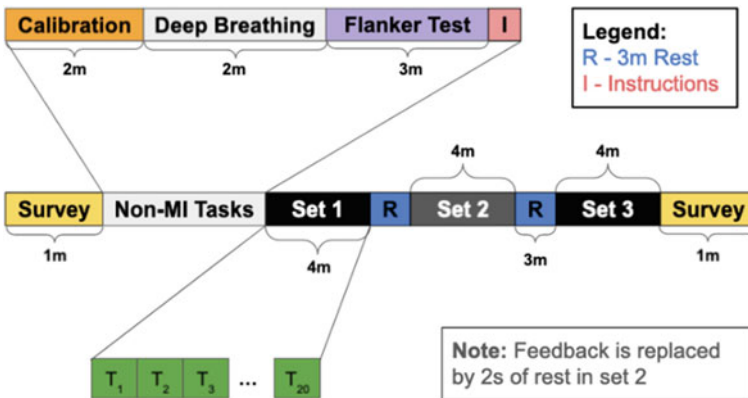 Calibration Deep Breathing Flanker Test I
2m 2m 3m
Legend:
R - 3m Rest
I - Instructions
4m 4m
Survey Non-MI Tasks Set 1 R Set 2 R Set 3 Survey
1m 4m 3m 1m
T1 T2 T3 ... T20
Note: Feedback is replaced
by 2s of rest in set 2